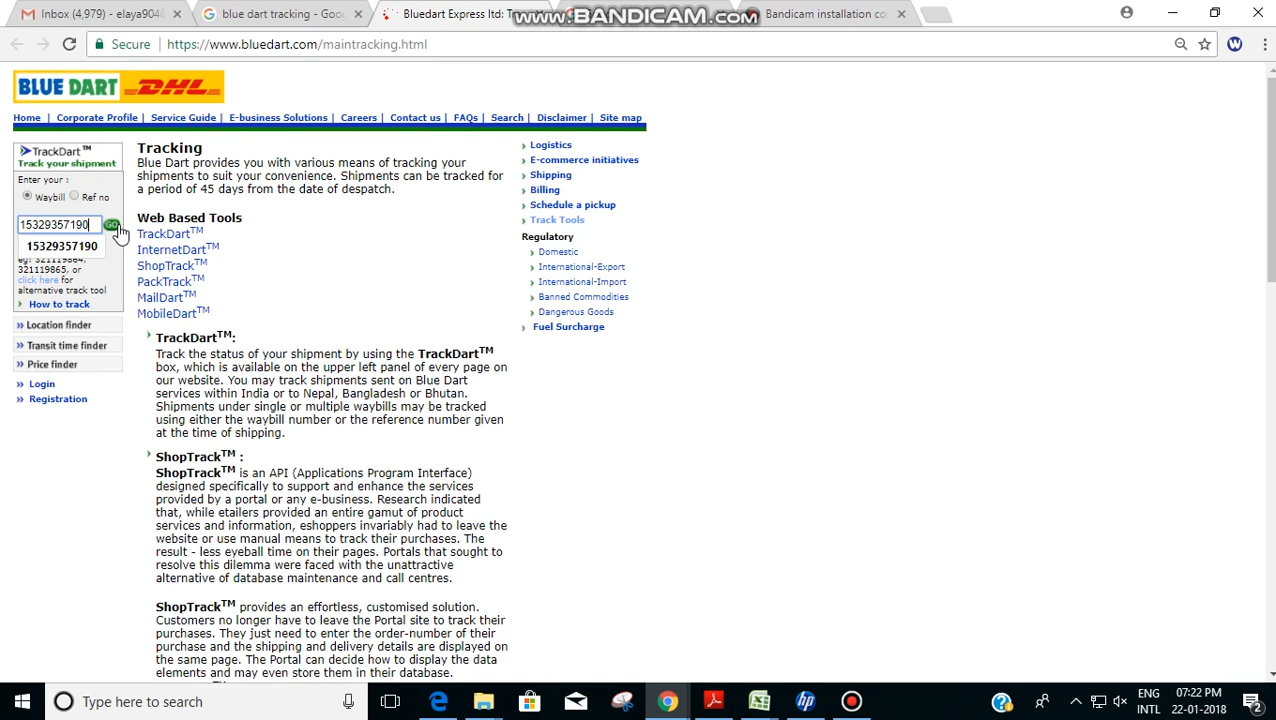 Inbox (4,979) - elaya9048
blue dart tracking - Goo
Bluedart Express ltd: T
www.BANDICAM.com
Bandicam installation co
Secure
https://www.bluedart.com/maintracking.html
BLUE DART DHL
Home | Corporate Profile | Service Guide | E-business Solutions | Careers | Contact us | FAQs | Search | Disclaimer | Site map
TrackDart™
Track your shipment
Enter your :
Waybill Ref no
15329357190 GO
15329357190
eg: 321119864,
321119865, or
click here for
alternative track tool
How to track
Location finder
Transit time finder
Price finder
Login
Registration
Tracking
Blue Dart provides you with various means of tracking your
shipments to suit your convenience. Shipments can be tracked for
a period of 45 days from the date of despatch.
Web Based Tools
TrackDart™
InternetDart™
ShopTrack™
PackTrack™
MailDart™
MobileDart™
TrackDart™:
Track the status of your shipment by using the TrackDart™
box, which is available on the upper left panel of every page on
our website. You may track shipments sent on Blue Dart
services within India or to Nepal, Bangladesh or Bhutan.
Shipments under single or multiple waybills may be tracked
using either the waybill number or the reference number given
at the time of shipping.
ShopTrack™ :
ShopTrack™ is an API (Applications Program Interface)
designed specifically to support and enhance the services
provided by a portal or any e-business. Research indicated
that, while etailers provided an entire gamut of product
services and information, eshoppers invariably had to leave the
website or use manual means to track their purchases. The
result - less eyeball time on their pages. Portals that sought to
resolve this dilemma were faced with the unattractive
alternative of database maintenance and call centres.
ShopTrack™ provides an effortless, customised solution.
Customers no longer have to leave the Portal site to track their
purchases. They just need to enter the order-number of their
purchase and the shipping and delivery details are displayed on
the same page. The Portal can decide how to display the data
elements and may even store them in their database.
Logistics
E-commerce initiatives
Shipping
Billing
Schedule a pickup
Track Tools
Regulatory
Domestic
International-Export
International-Import
Banned Commodities
Dangerous Goods
Fuel Surcharge
Type here to search
ENG
INTL
07:22 PM
22-01-2018
2